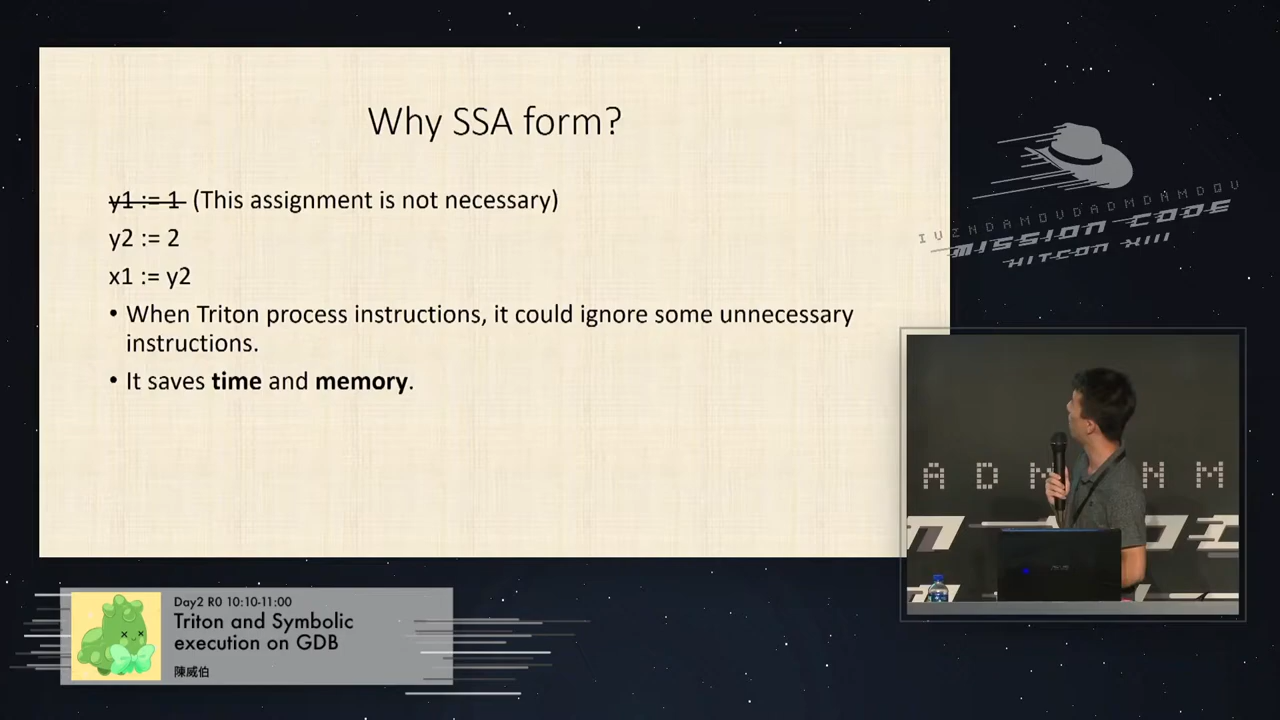 Why SSA form?
y1 := 1 (This assignment is not necessary)
y2 := 2
x1 := y2
• When Triton process instructions, it could ignore some unnecessary
instructions.
• It saves time and memory.
IVZNDAMOVDADMDNMDQV
MISSION CODE
HITCON XIII
A D M N M
Day2 R0 10:10-11:00
Triton and Symbolic
execution on GDB
陳威伯